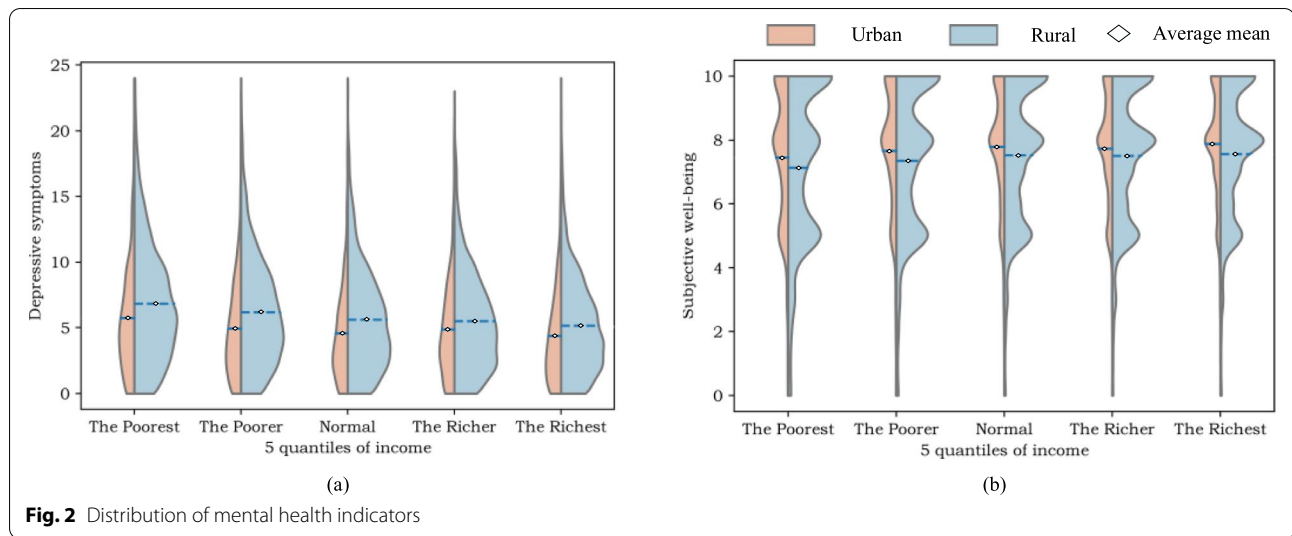 Urban Rural Average mean
25
20
15
10
5
0
Depressive symptoms
The Poorest The Poorer Normal The Richer The Richest
5 quantiles of income
(a)
10
8
6
4
2
0
Subjective well-being
The Poorest The Poorer Normal The Richer The Richest
5 quantiles of income
(b)
Fig. 2 Distribution of mental health indicators